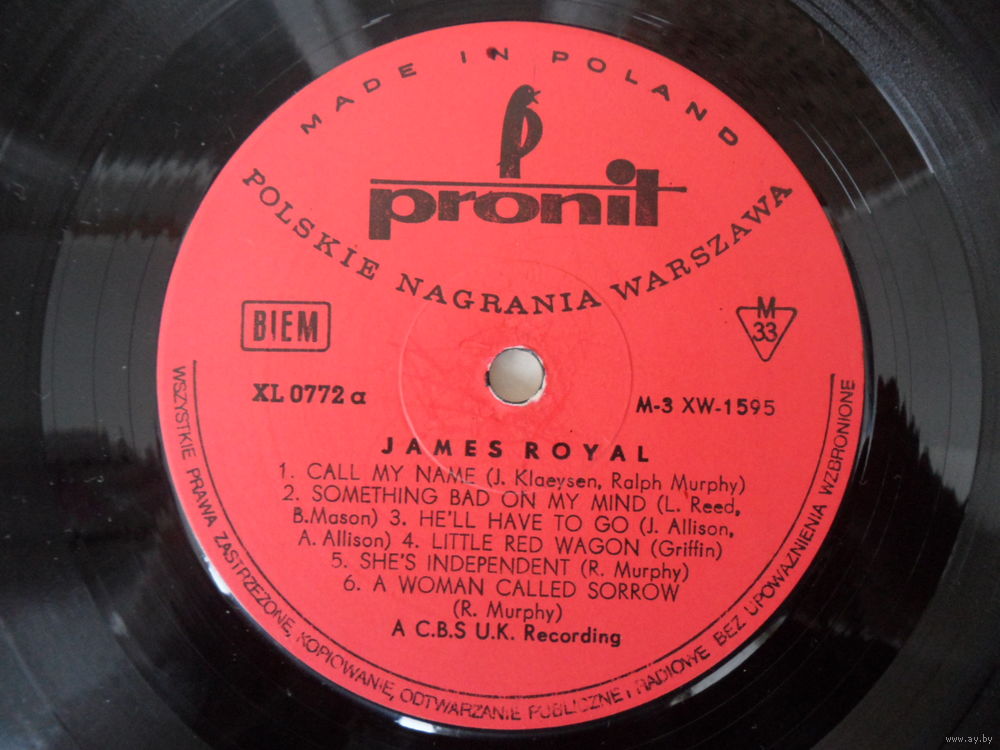 MADE IN POLAND
pronit
POLSKIE NAGRANIA WARSZAWA
BIEM
M
33
XL 0772 a
M-3 XW-1595
JAMES ROYAL
1. CALL MY NAME (J. Klaeysen, Ralph Murphy)
2. SOMETHING BAD ON MY MIND (L. Reed,
B.Mason) 3. HE'LL HAVE TO GO (J. Allison,
A. Allison) 4. LITTLE RED WAGON (Griffin)
5. SHE'S INDEPENDENT (R. Murphy)
6. A WOMAN CALLED SORROW
(R. Murphy)
A C.B.S U.K. Recording
WSZYSTKIE PRAWA ZASTRZEŻONE, KOPIOWANIE, ODTWARZANIE PUBLICZNE I RADIOWE BEZ UPOWAŻNIENIA WZBRONIONE
www.ay.by